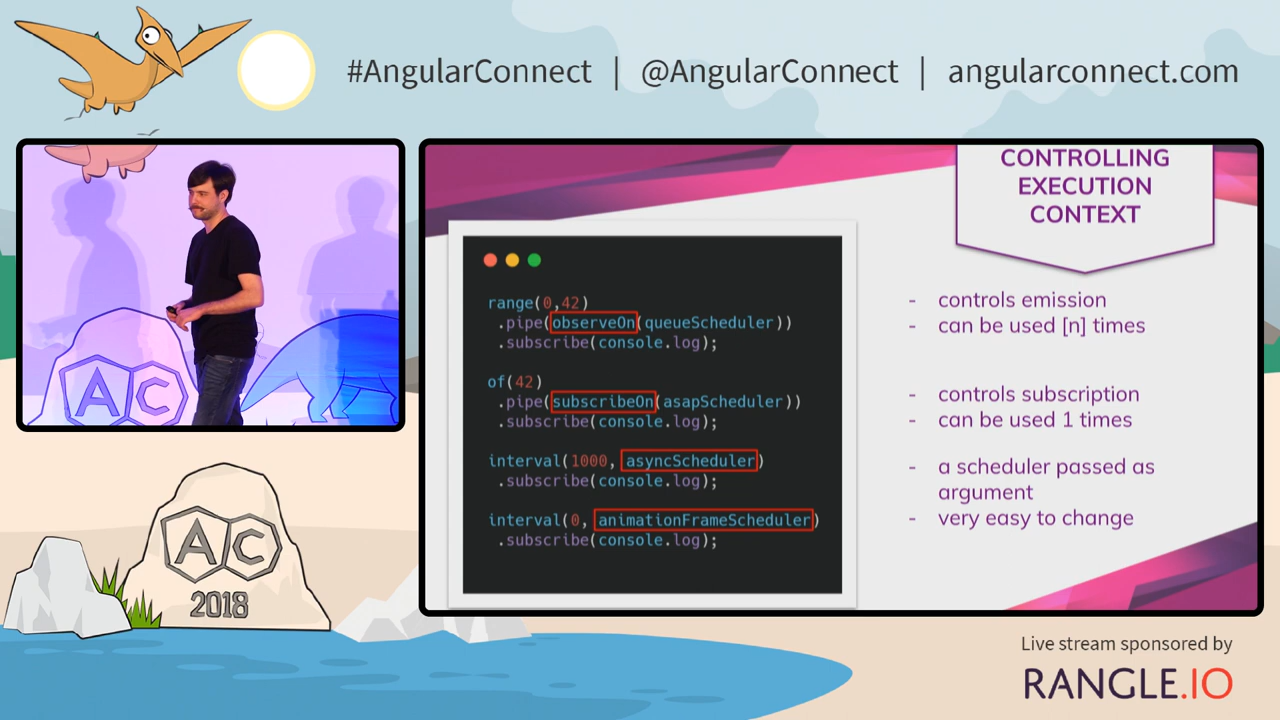 #AngularConnect | @AngularConnect | angularconnect.com
AC
CONTROLLING
EXECUTION
CONTEXT
range(0,42)
.pipe(observeOn(queueScheduler))
.subscribe(console.log);
of(42)
.pipe(subscribeOn(asapScheduler))
.subscribe(console.log);
interval(1000, asyncScheduler)
.subscribe(console.log);
interval(0, animationFrameScheduler)
.subscribe(console.log);
- controls emission
- can be used [n] times
- controls subscription
- can be used 1 times
- a scheduler passed as
argument
- very easy to change
AC
2018
Live stream sponsored by
RANGLE.IO